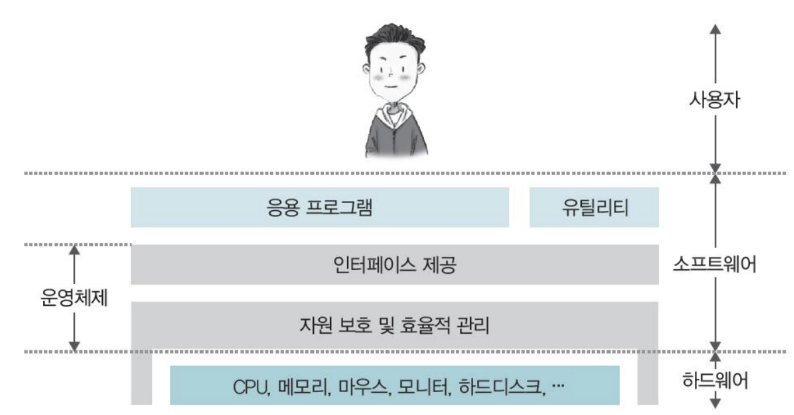 사용자
응용 프로그램
유틸리티
인터페이스 제공
소프트웨어
운영체제
자원 보호 및 효율적 관리
CPU, 메모리, 마우스, 모니터, 하드디스크, …
하드웨어